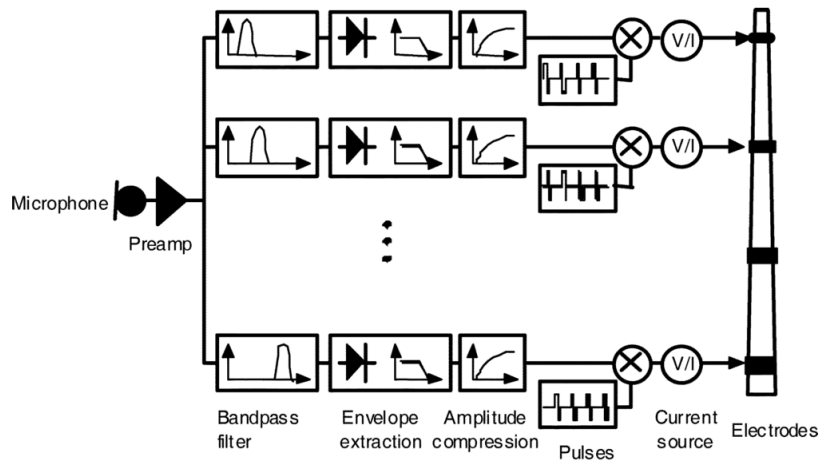 V/I
V/I
Microphone
Preamp
V/I
Bandpass
filter
Envelope
extraction
Amplitude
compression
Pulses
Current
source
Electrodes